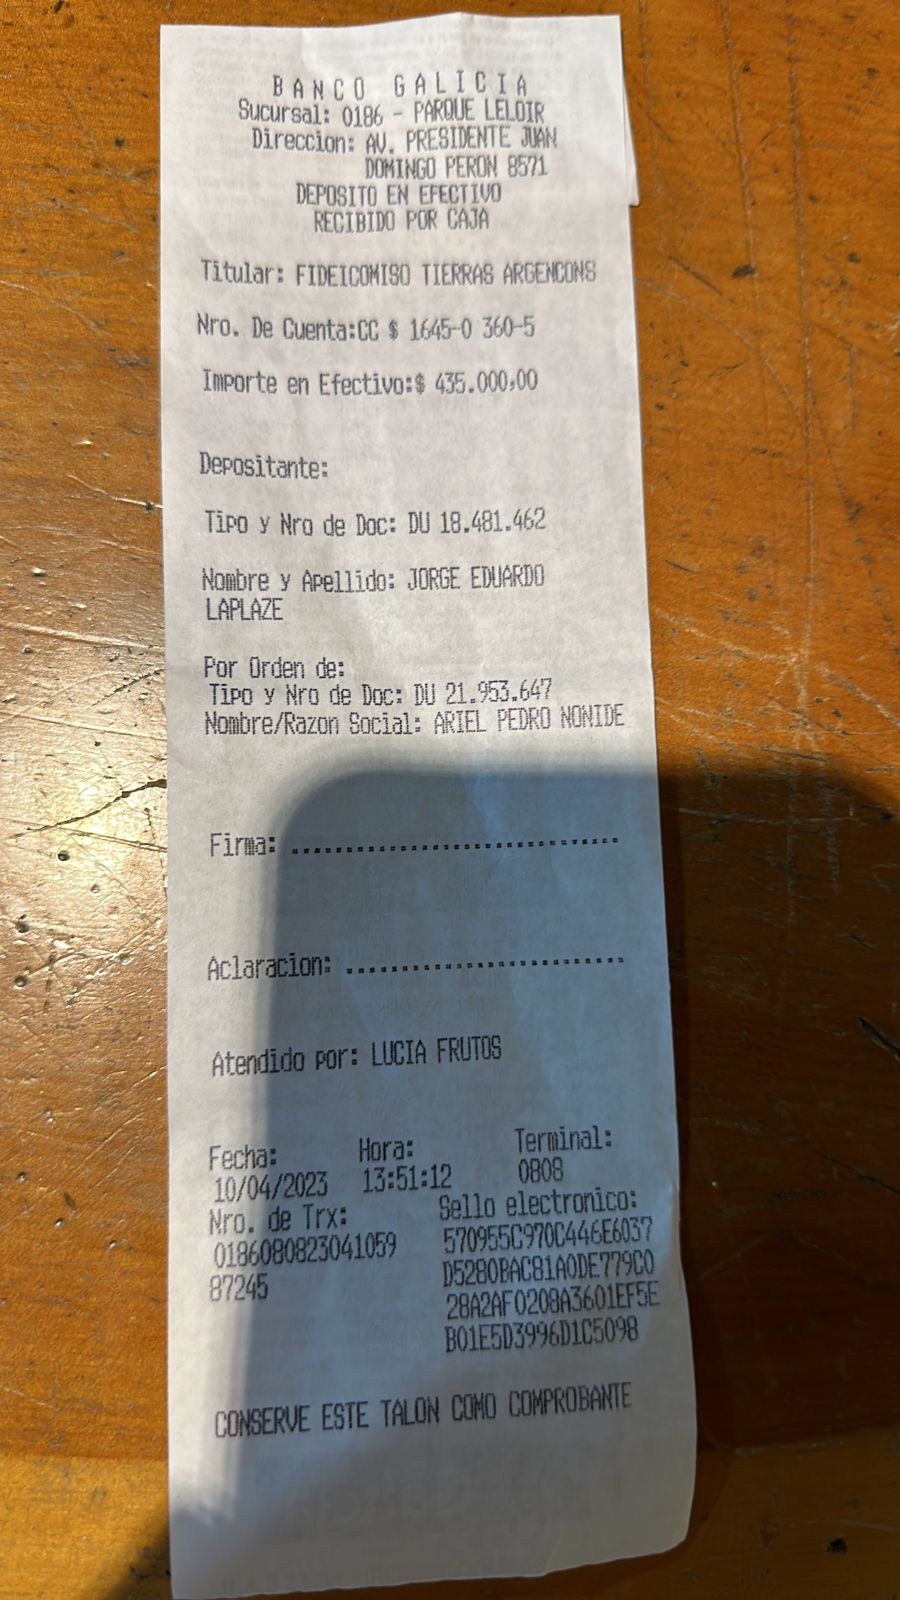 BANCO GALICIA
Sucursal: 0186 - PARQUE LELOIR
Direccion: AV. PRESIDENTE JUAN
DOMINGO PERON 8571
DEPOSITO EN EFECTIVO
RECIBIDO POR CAJA
Titular: FIDEICOMISO TIERRAS ARGENCONS
Nro. De Cuenta:CC $ 1645-0 360-5
Importe en Efectivo:$ 435.000,00
Depositante:
Tipo y Nro de Doc: DU 18.481.462
Nombre y Apellido: JORGE EDUARDO
LAPLAZE
Por Orden de:
Tipo y Nro de Doc: DU 21.953.647
Nombre/Razon Social: ARIEL PEDRO NONIDE
Firma: ..............................
Aclaracion: ..........................
Atendido por: LUCIA FRUTOS
Fecha: Hora: Terminal:
10/04/2023 13:51:12 0808
Nro. de Trx: Sello electronico:
0186080823041059 570955C970C446E6037
87245 D5280BAC81A0DE779C0
28A2AF0208A3601EF5E
B01E5D3996D1C5098
CONSERVE ESTE TALON COMO COMPROBANTE